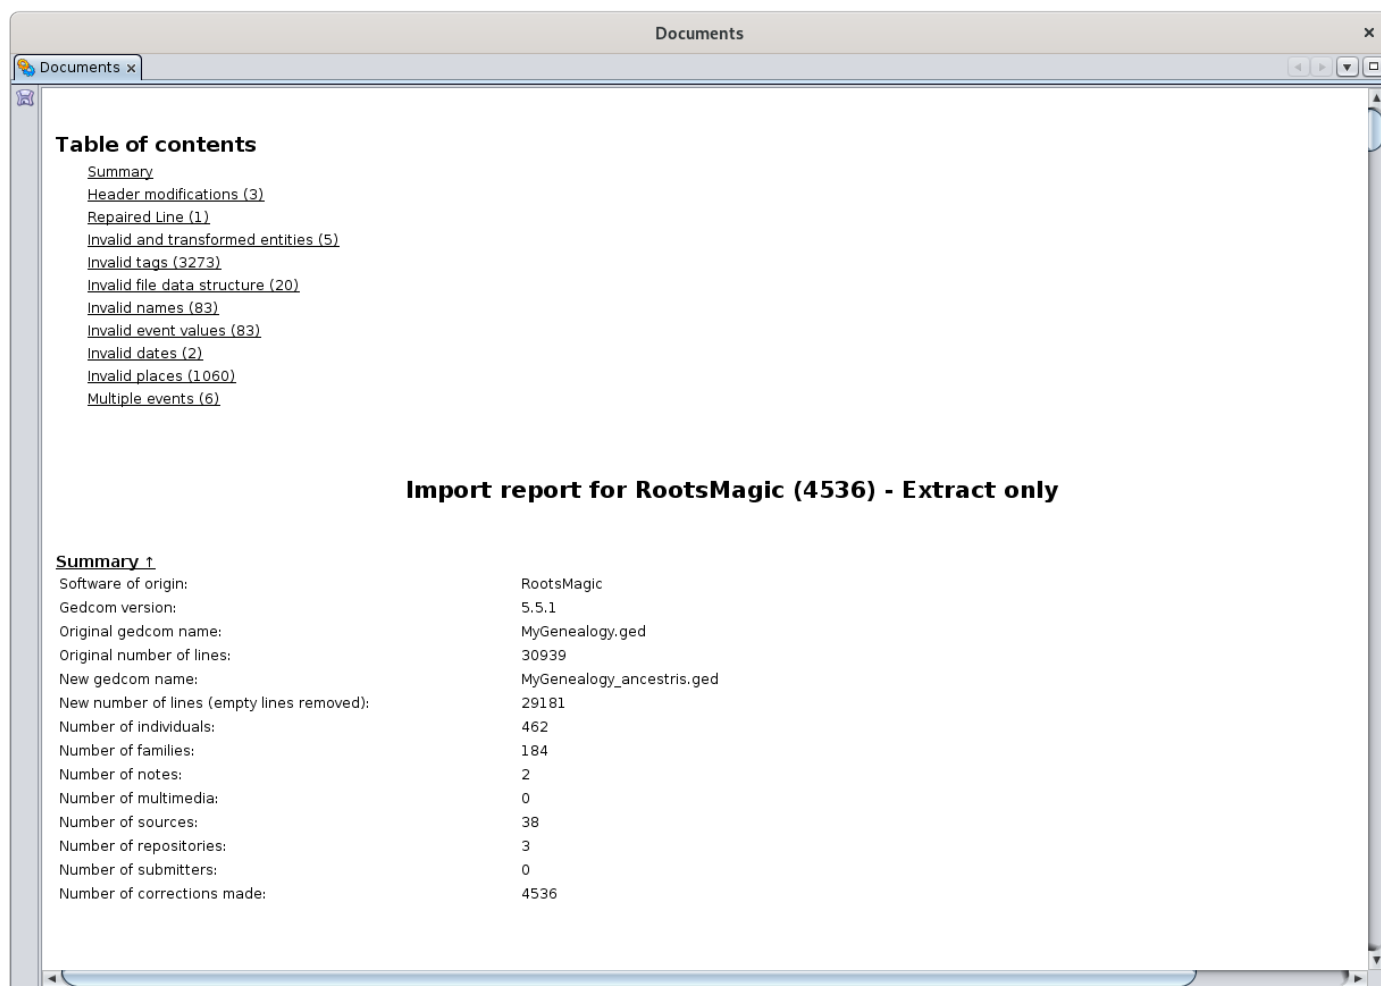 Documents
Documents
Table of contents
Summary
Header modifications (3)
Repaired Line (1)
Invalid and transformed entities (5)
Invalid tags (3273)
Invalid file data structure (20)
Invalid names (83)
Invalid event values (83)
Invalid dates (2)
Invalid places (1060)
Multiple events (6)
Import report for RootsMagic (4536) - Extract only
Summary ↑
Software of origin: RootsMagic
Gedcom version: 5.5.1
Original gedcom name: MyGenealogy.ged
Original number of lines: 30939
New gedcom name: MyGenealogy_ancestris.ged
New number of lines (empty lines removed): 29181
Number of individuals: 462
Number of families: 184
Number of notes: 2
Number of multimedia: 0
Number of sources: 38
Number of repositories: 3
Number of submitters: 0
Number of corrections made: 4536